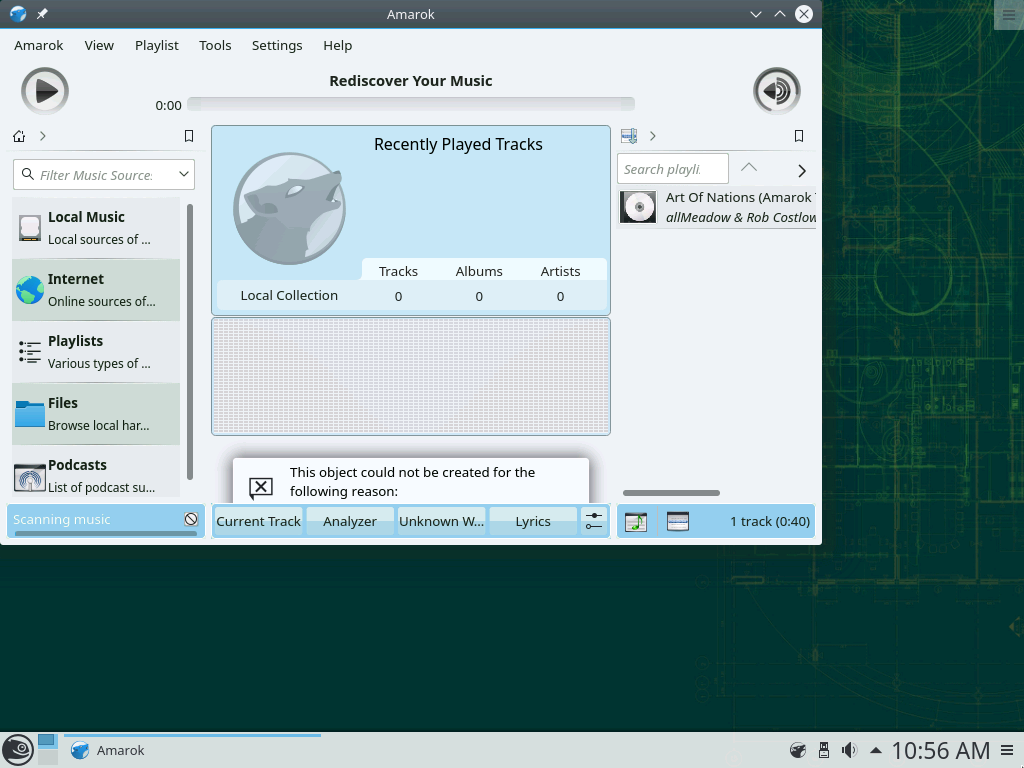 Amarok
Amarok View Playlist Tools Settings Help
Rediscover Your Music
0:00
Recently Played Tracks
Tracks Albums Artists
Local Collection 0 0 0
Filter Music Source:
Local Music
Local sources of ...
Internet
Online sources of...
Playlists
Various types of ...
Files
Browse local har...
Podcasts
List of podcast su...
Scanning music
This object could not be created for the
following reason:
Current Track Analyzer Unknown W... Lyrics
Search playli
Art Of Nations (Amarok
allMeadow & Rob Costlow
1 track (0:40)
Amarok
10:56 AM